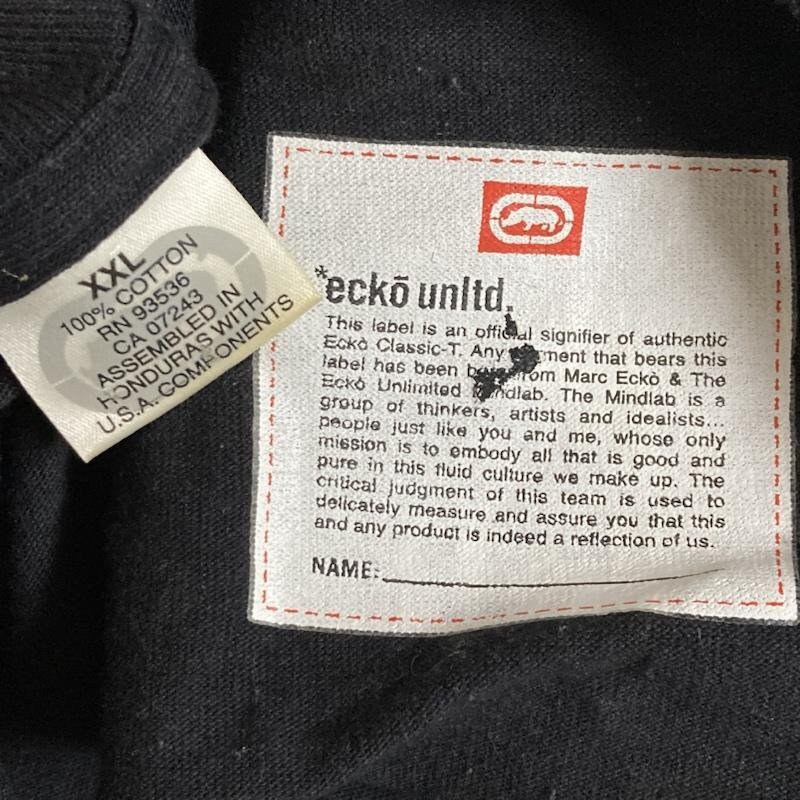 XXL
100% COTTON
RN 93536
CA 07243
ASSEMBLED IN
HONDURAS WITH
U.S.A. COMPONENTS
*eckō unltd.
This label is an official signifier of authentic
Eckō Classic-T. Any ment that bears this
label has been from Marc Eckō & The
Eckō Unlimited Mindlab. The Mindlab is a
group of thinkers, artists and idealists...
people just like you and me, whose only
mission is to embody all that is good and
pure in this fluid culture we make up. The
critical judgment of this team is used to
delicately measure and assure you that this
and any product is indeed a reflection of us.
NAME: